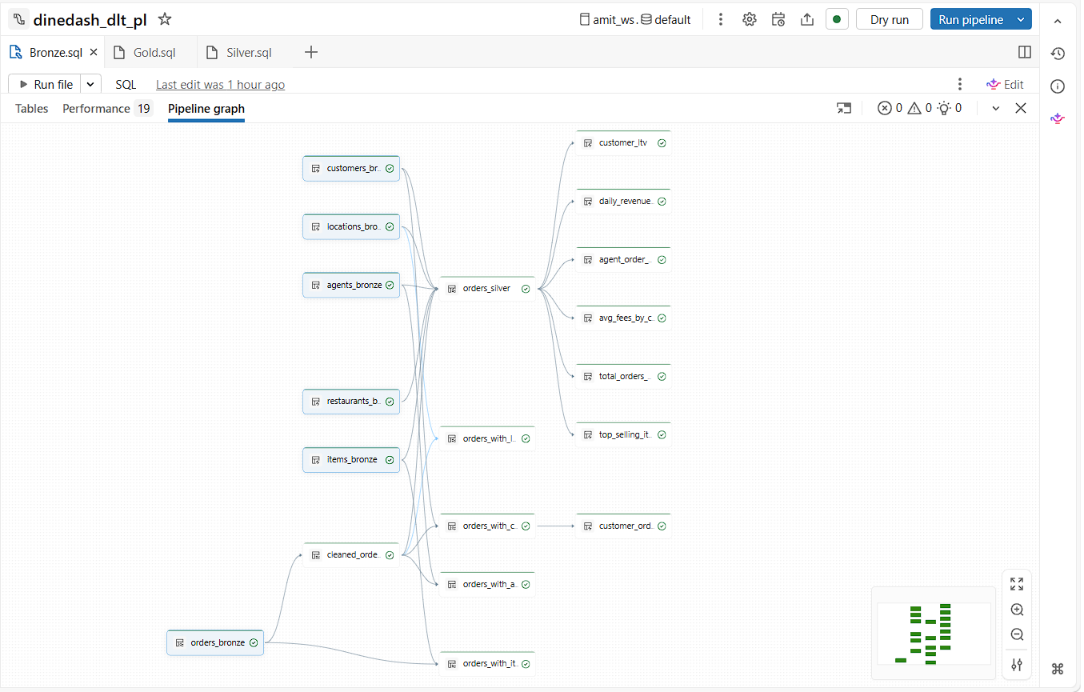 dinedash_dlt_pl
amit_ws. default
Dry run
Run pipeline
Bronze.sql
Gold.sql
Silver.sql
Run file
SQL
Last edit was 1 hour ago
Edit
Tables
Performance 19
Pipeline graph
0
0
0
customers_br..
locations_bro..
agents_bronze
restaurants_b..
items_bronze
cleaned_orde..
orders_bronze
orders_silver
orders_with_l..
orders_with_c..
orders_with_a..
orders_with_it..
customer_ltv
daily_revenue..
agent_order_..
avg_fees_by_c..
total_orders_..
top_selling_it..
customer_ord..